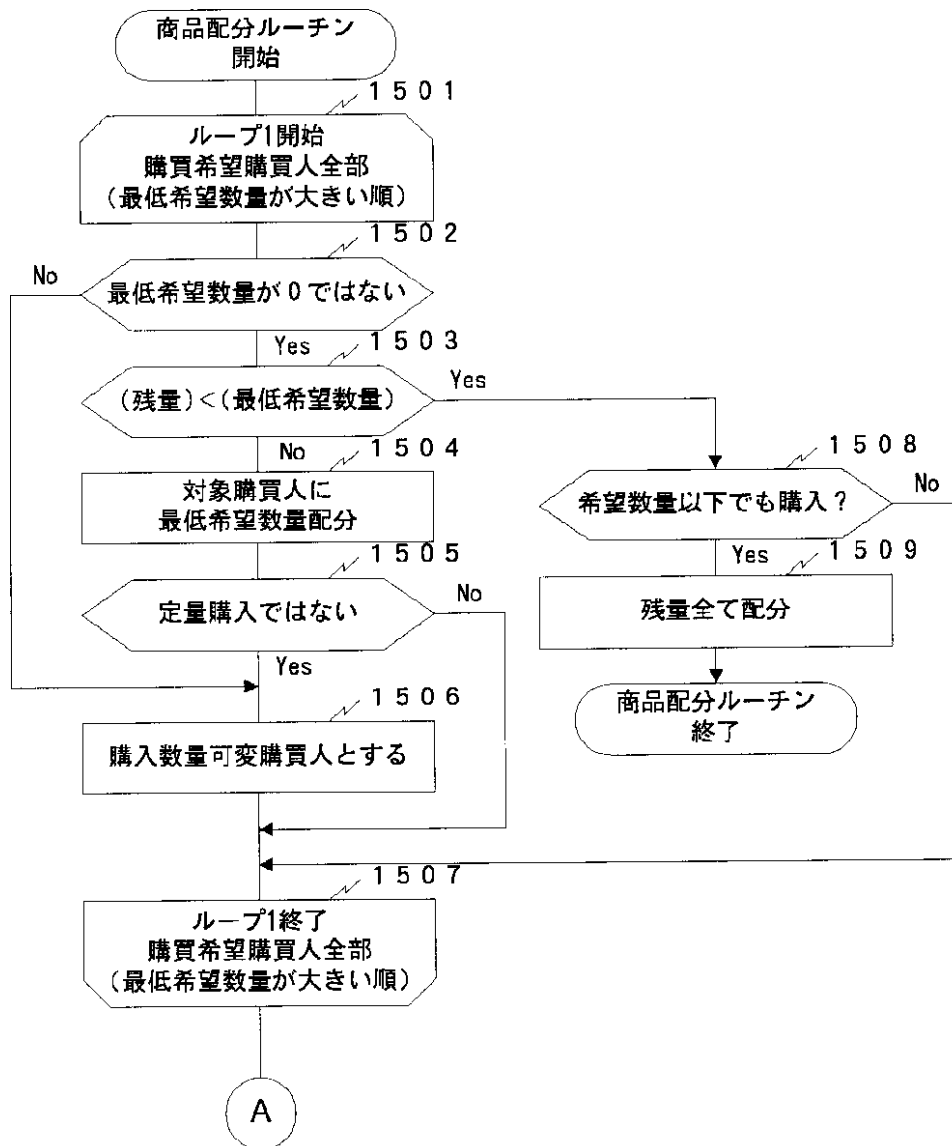 商品配分ルーチン
開始
1501
ループ1開始
購買希望購買人全部
(最低希望数量が大きい順)
1502
No
最低希望数量が0ではない
Yes
1503
(残量)<(最低希望数量)
Yes
No
1504
対象購買人に
最低希望数量配分
1508
希望数量以下でも購入?
No
Yes
1509
残量全て配分
商品配分ルーチン
終了
1505
定量購入ではない
No
Yes
1506
購入数量可変購買人とする
1507
ループ1終了
購買希望購買人全部
(最低希望数量が大きい順)
A